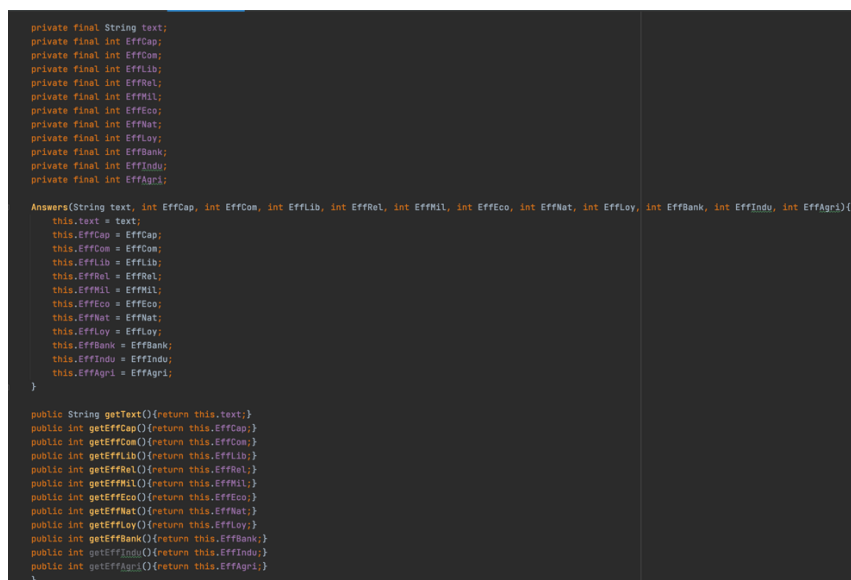 private final String text;
private final int EffCap;
private final int EffCom;
private final int EffLib;
private final int EffRel;
private final int EffMil;
private final int EffEco;
private final int EffNat;
private final int EffLoy;
private final int EffBank;
private final int EffIndu;
private final int EffAgri;
Answers(String text, int EffCap, int EffCom, int EffLib, int EffRel, int EffMil, int EffEco, int EffNat, int EffLoy, int EffBank, int EffIndu, int EffAgri){
this.text = text;
this.EffCap = EffCap;
this.EffCom = EffCom;
this.EffLib = EffLib;
this.EffRel = EffRel;
this.EffMil = EffMil;
this.EffEco = EffEco;
this.EffNat = EffNat;
this.EffLoy = EffLoy;
this.EffBank = EffBank;
this.EffIndu = EffIndu;
this.EffAgri = EffAgri;
}
public String getText(){return this.text;}
public int getEffCap(){return this.EffCap;}
public int getEffCom(){return this.EffCom;}
public int getEffLib(){return this.EffLib;}
public int getEffRel(){return this.EffRel;}
public int getEffMil(){return this.EffMil;}
public int getEffEco(){return this.EffEco;}
public int getEffNat(){return this.EffNat;}
public int getEffLoy(){return this.EffLoy;}
public int getEffBank(){return this.EffBank;}
public int getEffIndu(){return this.EffIndu;}
public int getEffAgri(){return this.EffAgri;}
}